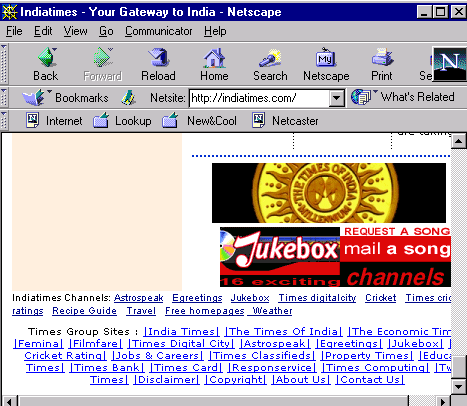 Indiatimes - Your Gateway to India - Netscape
File Edit View Go Communicator Help
Back Forward Reload Home Search Netscape Print Se
My
N
Bookmarks Netsite: http://indiatimes.com/ What's Related
Internet Lookup New&Cool Netcaster
are taking
THE TIMES OF INDIA
MILLENNIUM
REQUEST A SONG
Jukebox mail a song
16 exciting channels
Indiatimes Channels: Astrospeak Egreetings Jukebox Times digitalcity Cricket Times cric
ratings Recipe Guide Travel Free homepages Weather
Times Group Sites : |India Times| |The Times Of India| |The Economic Tim
|Femina| |Filmfare| |Times Digital City| |Astrospeak| |Egreetings| |Jukebox| |
Cricket Rating| |Jobs & Careers| |Times Classifieds| |Property Times| |Educa
Times| |Times Bank| |Times Card| |Responservice| |Times Computing| |Tw
Times| |Disclaimer| |Copyright| |About Us| |Contact Us|